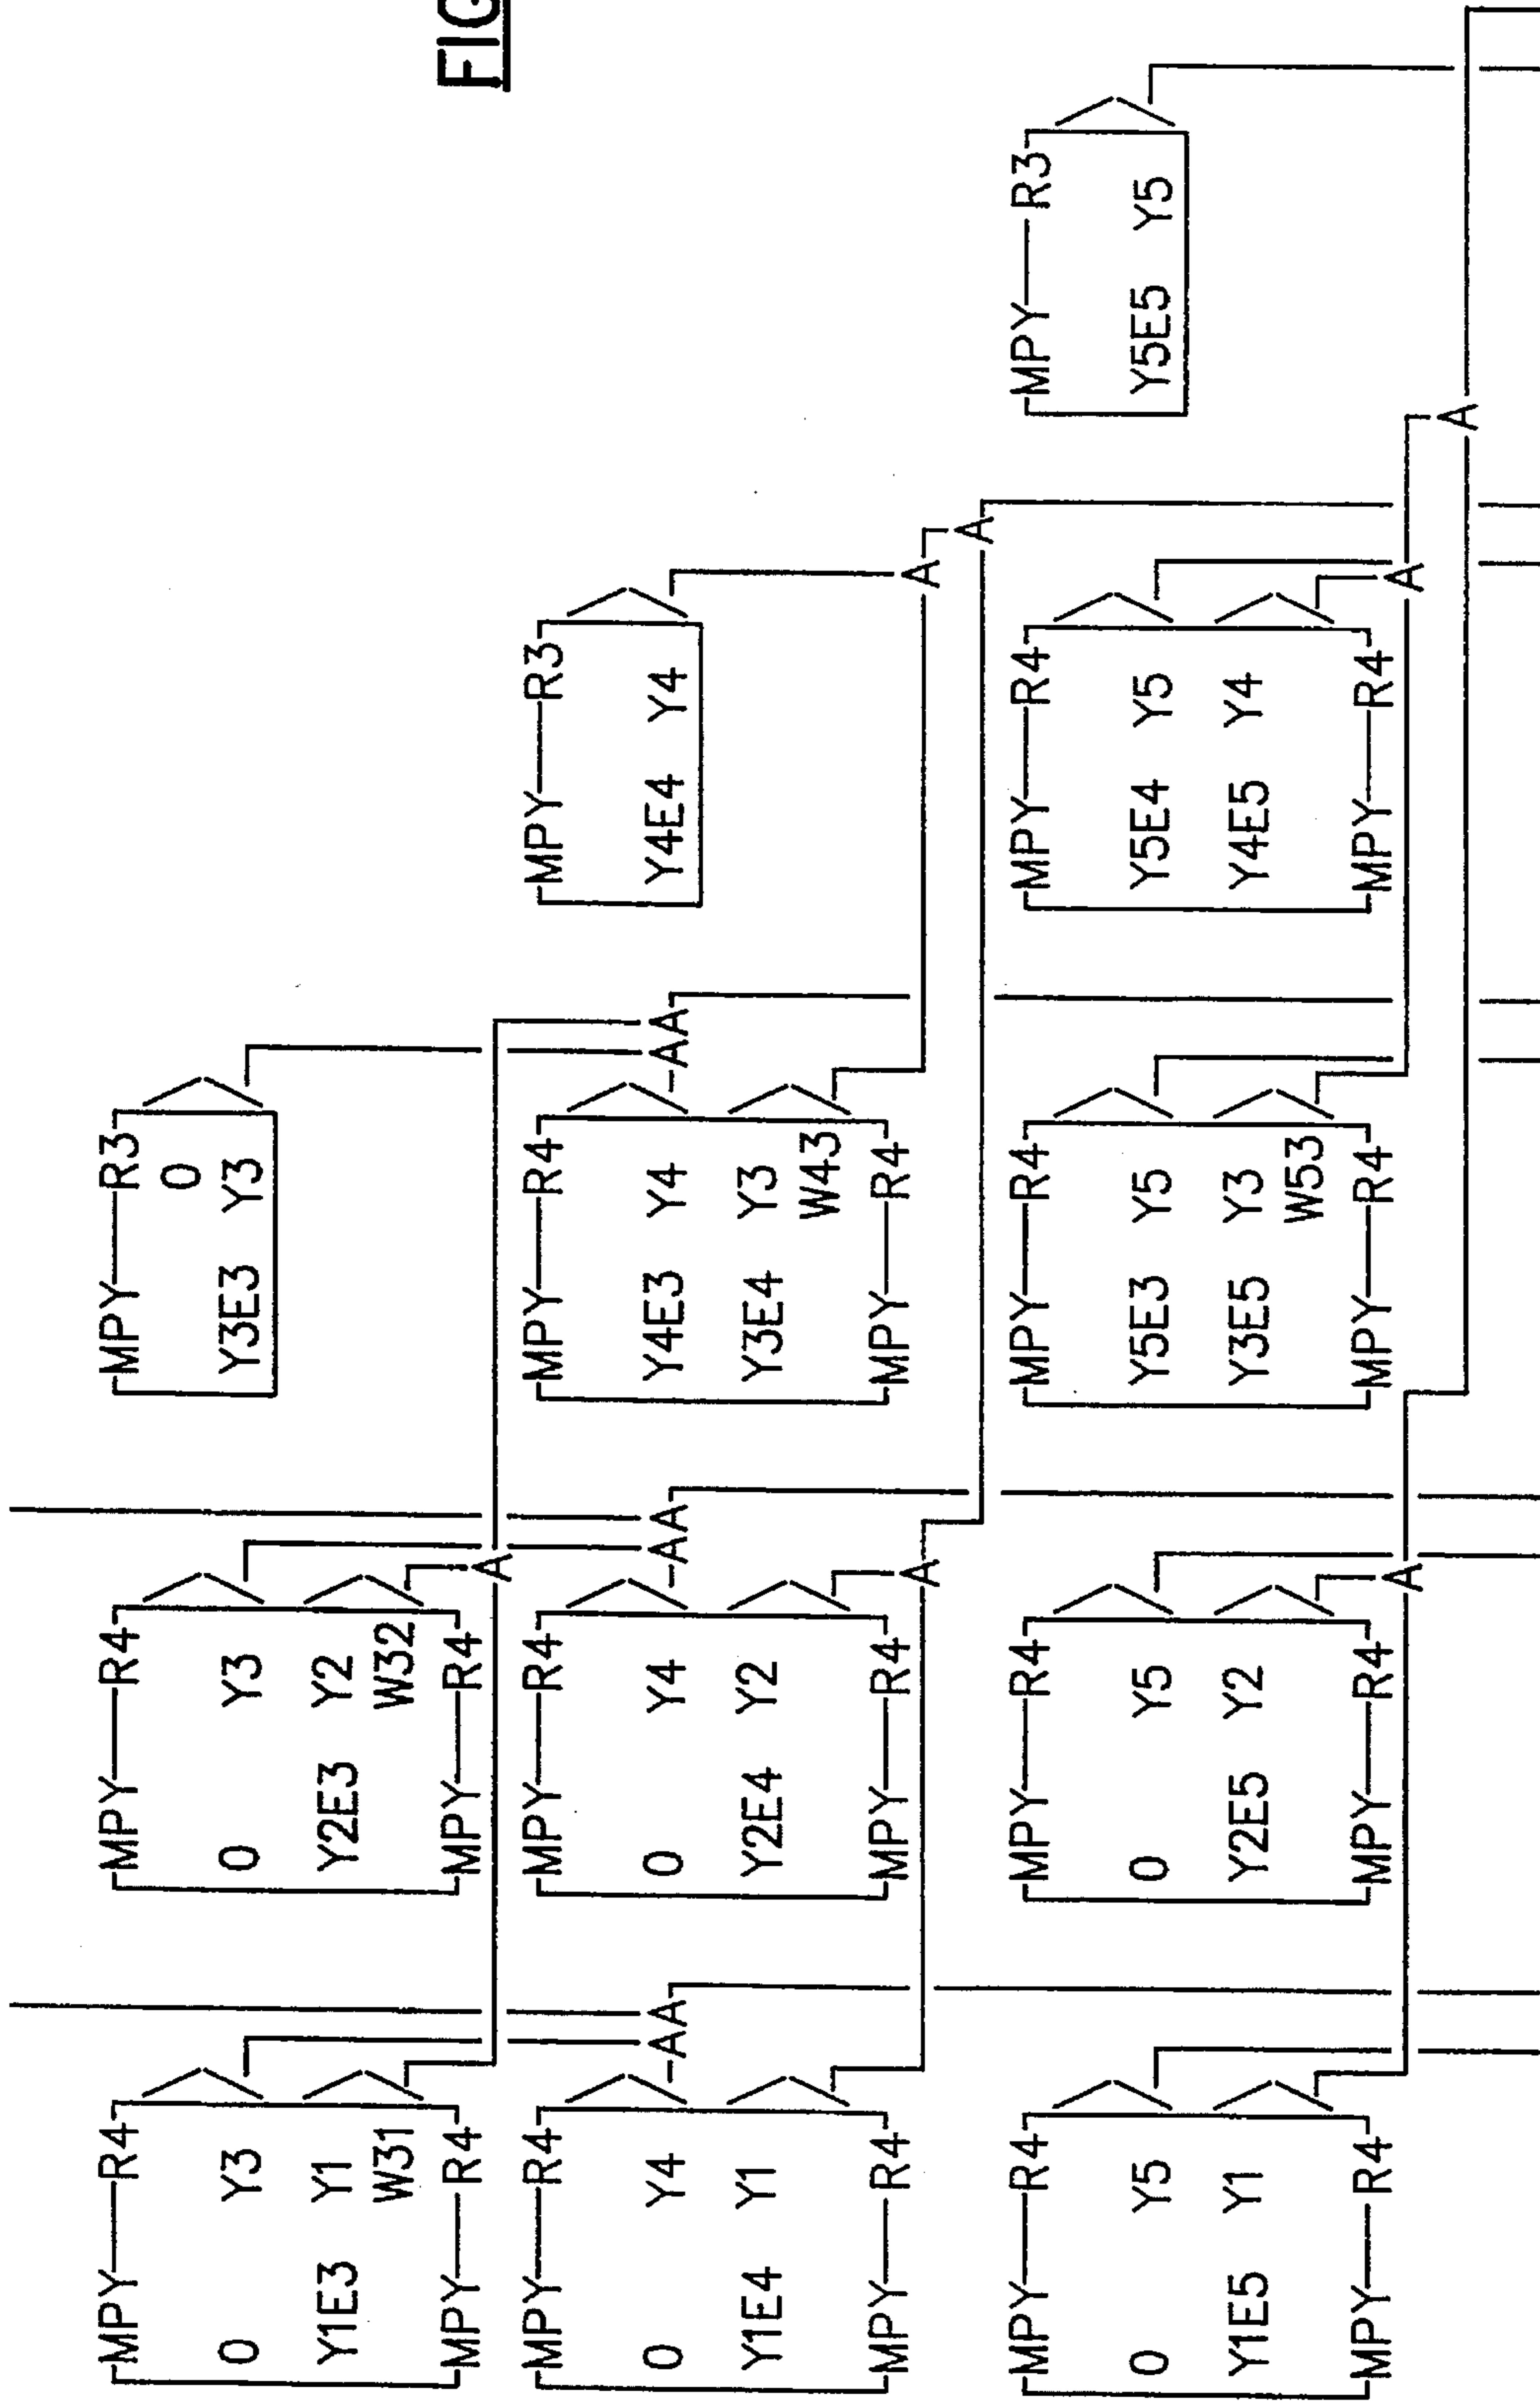 FIG
MPY R4
0 Y3
Y1E3 Y1
W31
MPY R4
MPY R4
0 Y3
Y2E3 Y2
W32
MPY R4
MPY R3
0
Y3E3 Y3
MPY R4
0 Y4
Y1E4 Y1
MPY R4
A A
MPY R4
0 Y4
Y2E4 Y2
MPY R4
A
A A
MPY R4
Y4E3 Y4
Y3E4 Y3
W43
MPY R4
A A
MPY R3
Y4E4 Y4
A
A
A
MPY R4
0 Y5
Y1E5 Y1
MPY R4
MPY R4
0 Y5
Y2E5 Y2
MPY R4
A
MPY R4
Y5E3 Y5
Y3E5 Y3
W53
MPY R4
MPY R4
Y5E4 Y5
Y4E5 Y4
MPY R4
A
MPY R3
Y5E5 Y5
A